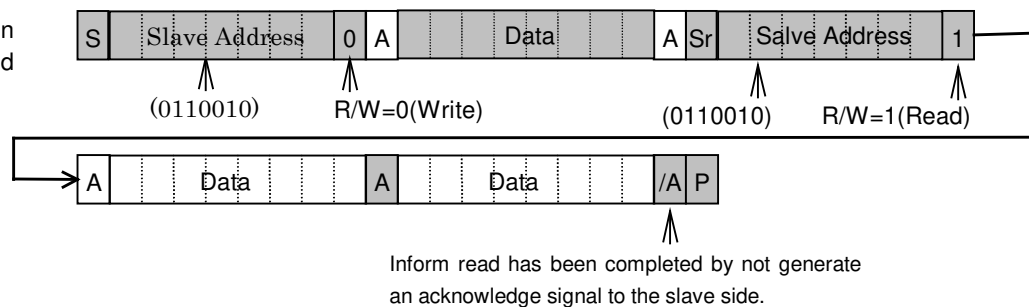 n
d
S Slave Address 0 A Data A Sr Salve Address 1
(0110010) R/W=0(Write) (0110010) R/W=1(Read)
A Data A Data /A P
Inform read has been completed by not generate
an acknowledge signal to the slave side.